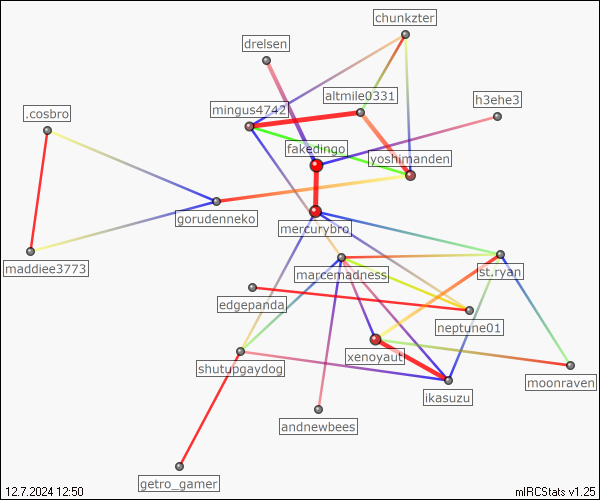 chunkzter
drelsen
altmile0331
h3ehe3
mingus4742
.cosbro
fakedingo
yoshimanden
gorudenneko
mercurybro
maddiee3773
marcemadness
st.ryan
edgepanda
neptune01
xenoyaut
shutupgaydog
moonraven
ikasuzu
andnewbees
getro_gamer
12.7.2024 12:50
mIRCStats v1.25